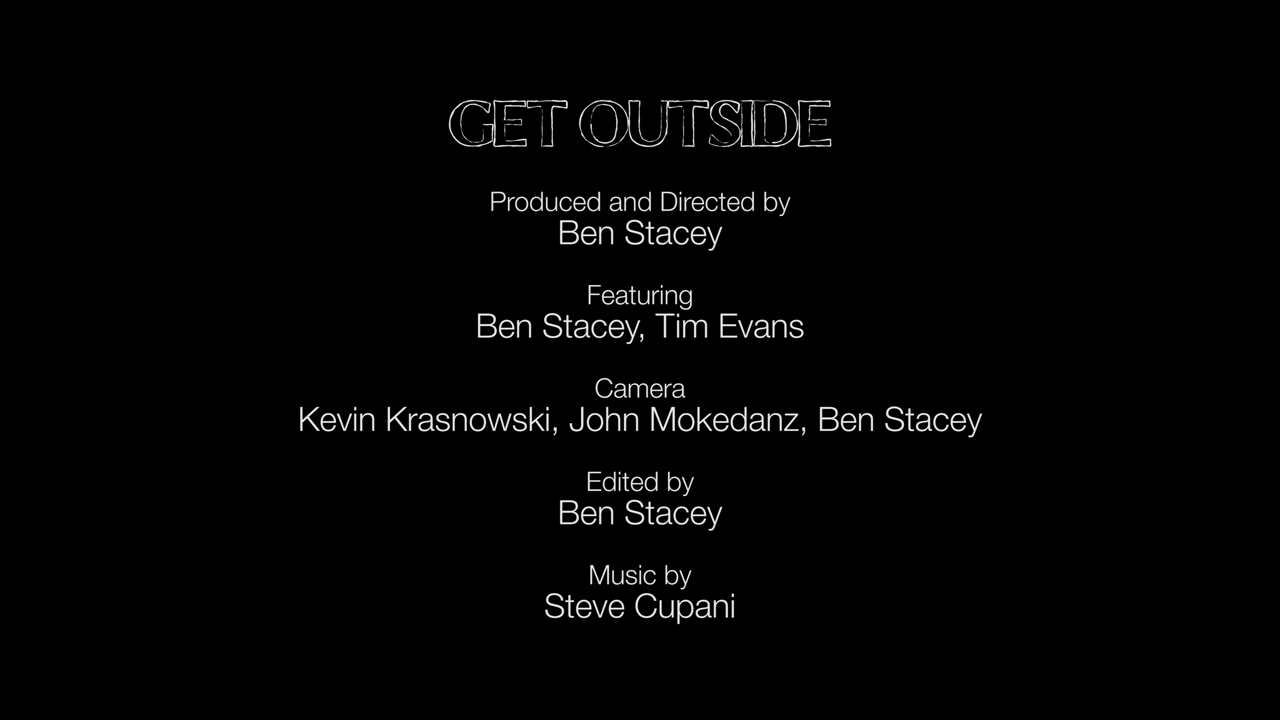 GET OUTSIDE
Produced and Directed by
Ben Stacey
Featuring
Ben Stacey, Tim Evans
Camera
Kevin Krasnowski, John Mokedanz, Ben Stacey
Edited by
Ben Stacey
Music by
Steve Cupani